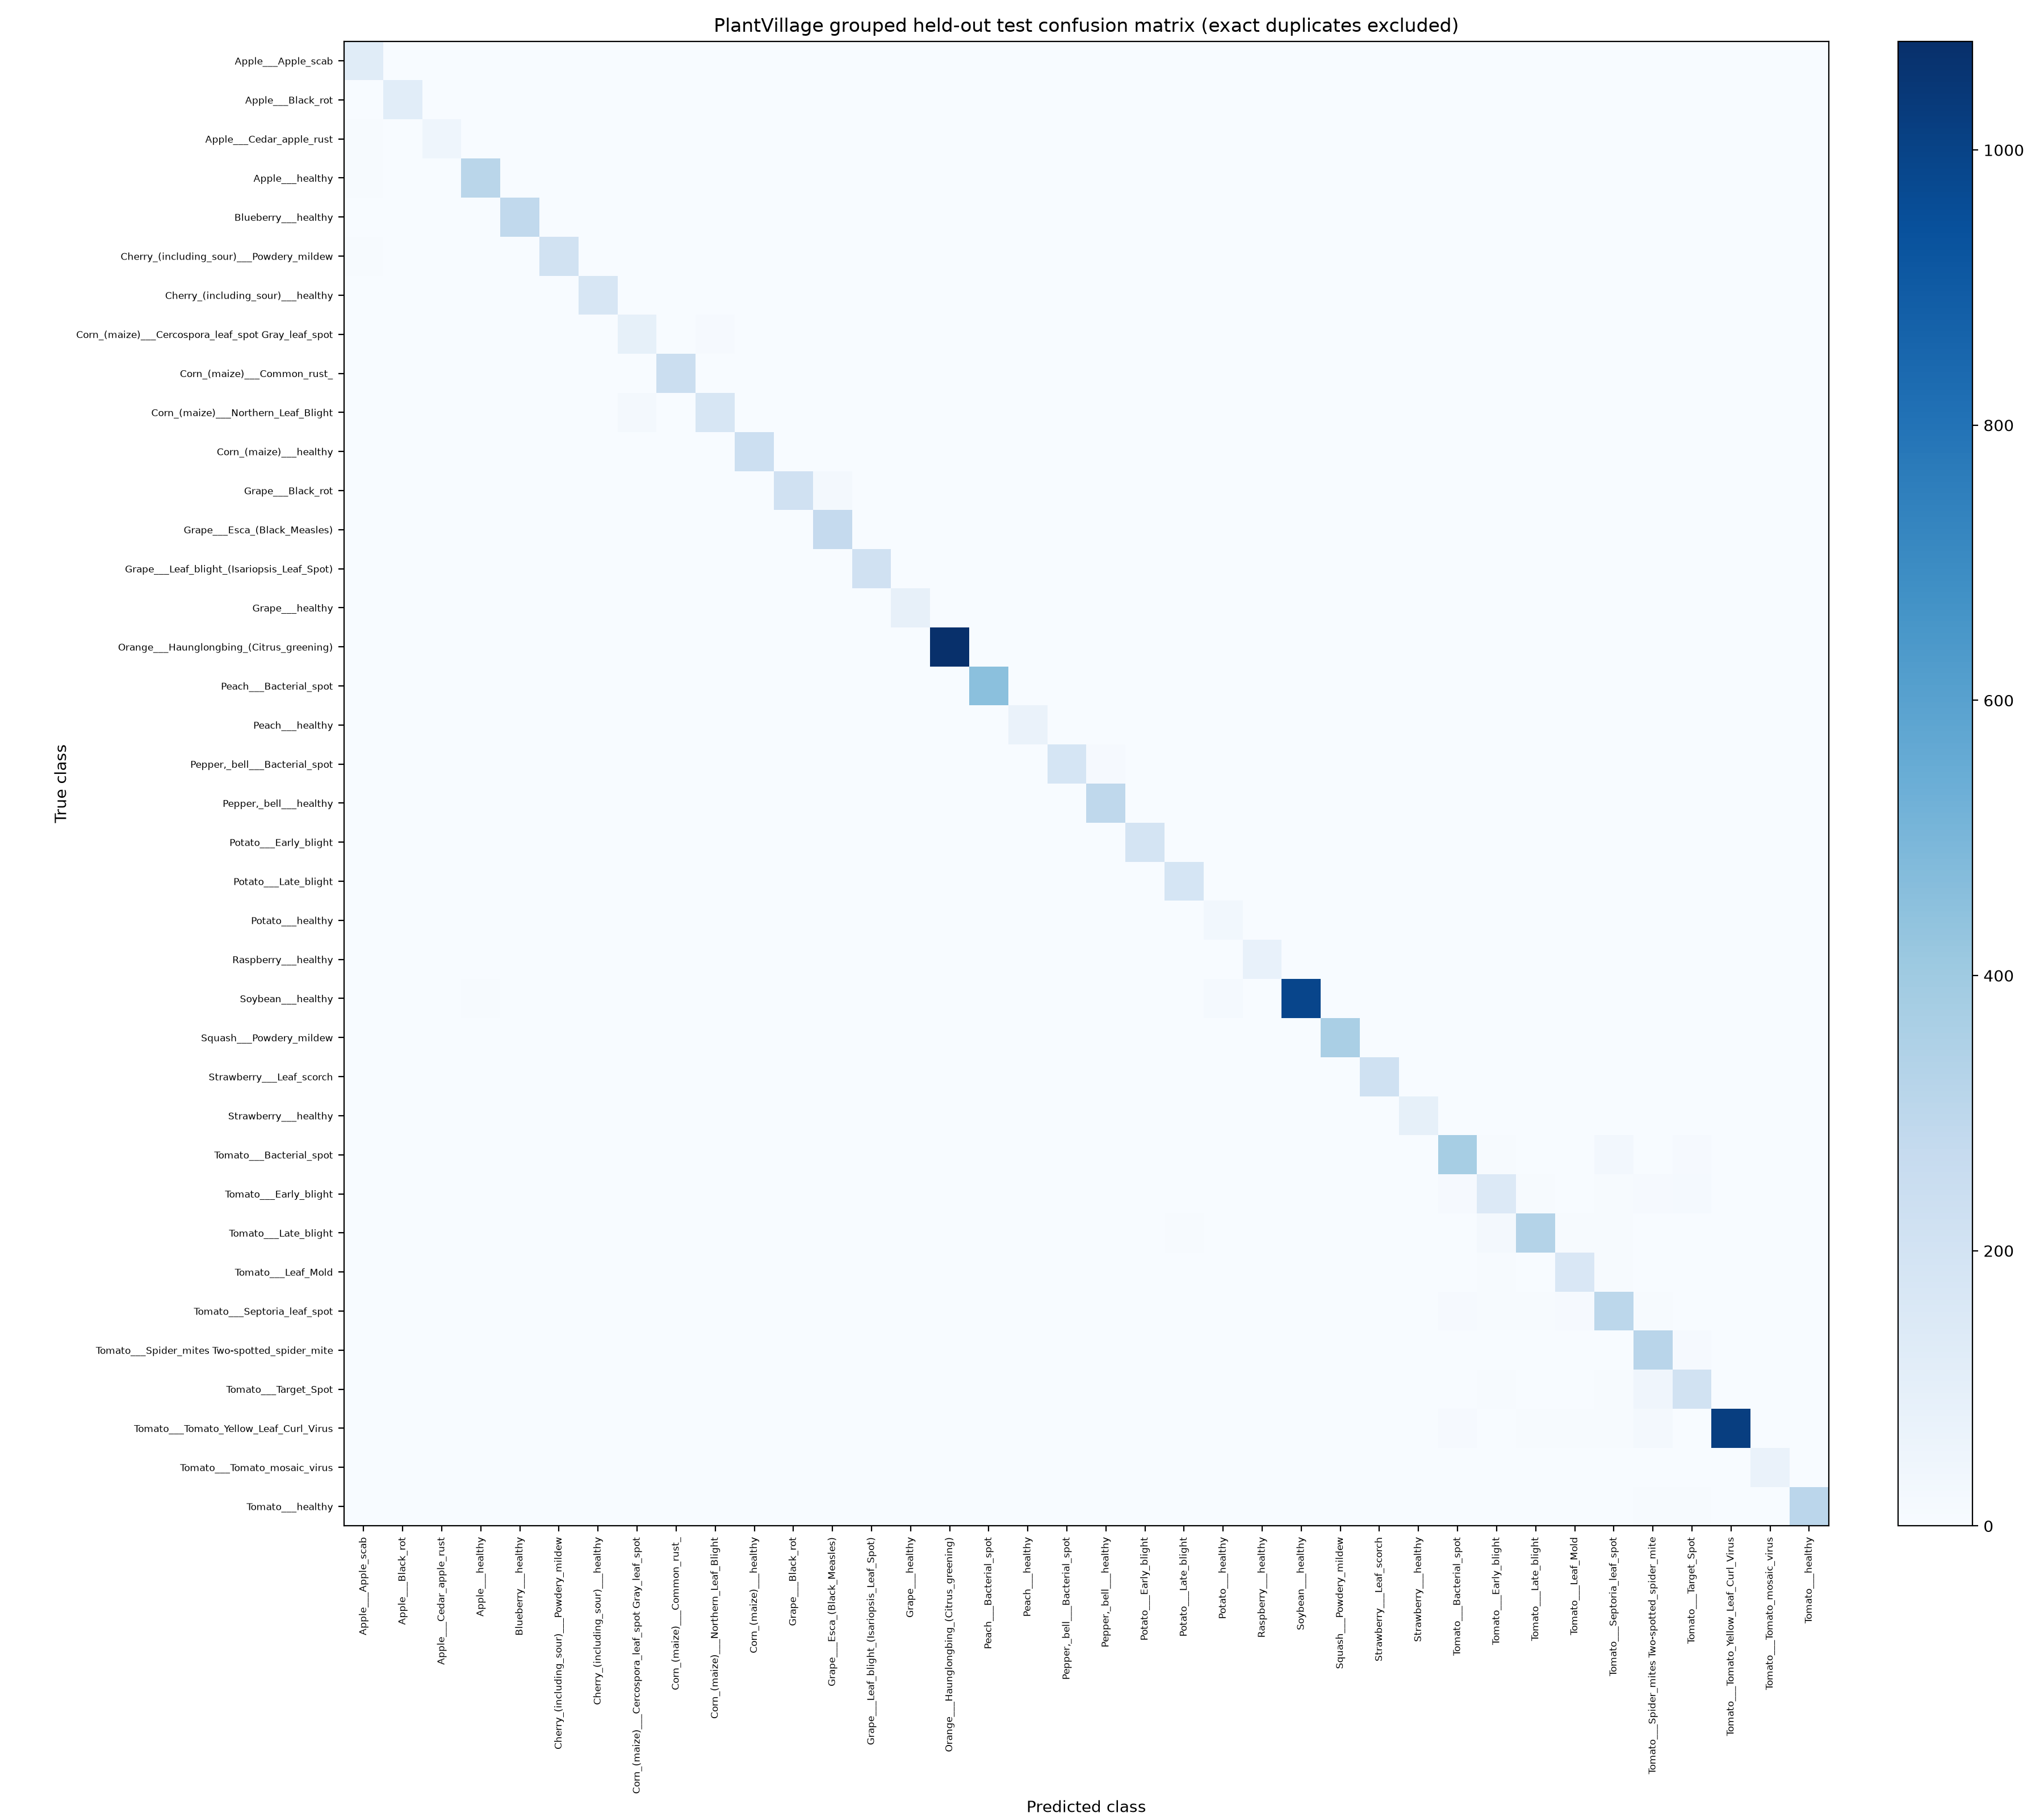 PlantVillage grouped held-out test confusion matrix (exact duplicates excluded)
True class
Apple___Apple_scab
Apple___Black_rot
Apple___Cedar_apple_rust
Apple___healthy
Blueberry___healthy
Cherry_(including_sour)___Powdery_mildew
Cherry_(including_sour)___healthy
Corn_(maize)___Cercospora_leaf_spot Gray_leaf_spot
Corn_(maize)___Common_rust_
Corn_(maize)___Northern_Leaf_Blight
Corn_(maize)___healthy
Grape___Black_rot
Grape___Esca_(Black_Measles)
Grape___Leaf_blight_(Isariopsis_Leaf_Spot)
Grape___healthy
Orange___Haunglongbing_(Citrus_greening)
Peach___Bacterial_spot
Peach___healthy
Pepper,_bell___Bacterial_spot
Pepper,_bell___healthy
Potato___Early_blight
Potato___Late_blight
Potato___healthy
Raspberry___healthy
Soybean___healthy
Squash___Powdery_mildew
Strawberry___Leaf_scorch
Strawberry___healthy
Tomato___Bacterial_spot
Tomato___Early_blight
Tomato___Late_blight
Tomato___Leaf_Mold
Tomato___Septoria_leaf_spot
Tomato___Spider_mites Two-spotted_spider_mite
Tomato___Target_Spot
Tomato___Tomato_Yellow_Leaf_Curl_Virus
Tomato___Tomato_mosaic_virus
Tomato___healthy
Apple___Apple_scab
Apple___Black_rot
Apple___Cedar_apple_rust
Apple___healthy
Blueberry___healthy
Cherry_(including_sour)___Powdery_mildew
Cherry_(including_sour)___healthy
Corn_(maize)___Cercospora_leaf_spot Gray_leaf_spot
Corn_(maize)___Common_rust_
Corn_(maize)___Northern_Leaf_Blight
Corn_(maize)___healthy
Grape___Black_rot
Grape___Esca_(Black_Measles)
Grape___Leaf_blight_(Isariopsis_Leaf_Spot)
Grape___healthy
Orange___Haunglongbing_(Citrus_greening)
Peach___Bacterial_spot
Peach___healthy
Pepper,_bell___Bacterial_spot
Pepper,_bell___healthy
Potato___Early_blight
Potato___Late_blight
Potato___healthy
Raspberry___healthy
Soybean___healthy
Squash___Powdery_mildew
Strawberry___Leaf_scorch
Strawberry___healthy
Tomato___Bacterial_spot
Tomato___Early_blight
Tomato___Late_blight
Tomato___Leaf_Mold
Tomato___Septoria_leaf_spot
Tomato___Spider_mites Two-spotted_spider_mite
Tomato___Target_Spot
Tomato___Tomato_Yellow_Leaf_Curl_Virus
Tomato___Tomato_mosaic_virus
Tomato___healthy
Predicted class
1000
800
600
400
200
0